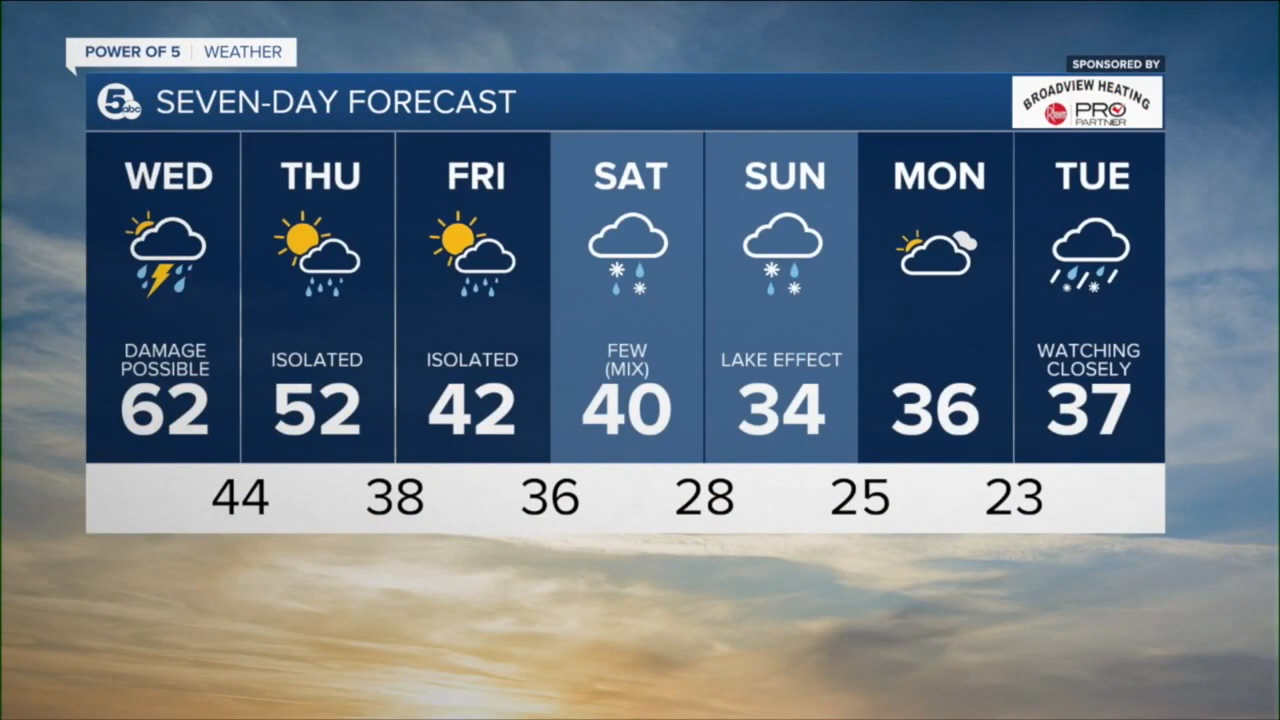 POWER OF 5 | WEATHER
SPONSORED BY
5 abc SEVEN-DAY FORECAST
BROADVIEW HEATING
Rheem PRO
PARTNER
WED THU FRI SAT SUN MON TUE
DAMAGE POSSIBLE
ISOLATED
ISOLATED
FEW
(MIX)
LAKE EFFECT
WATCHING
CLOSELY
62 52 42 40 34 36 37
44 38 36 28 25 23